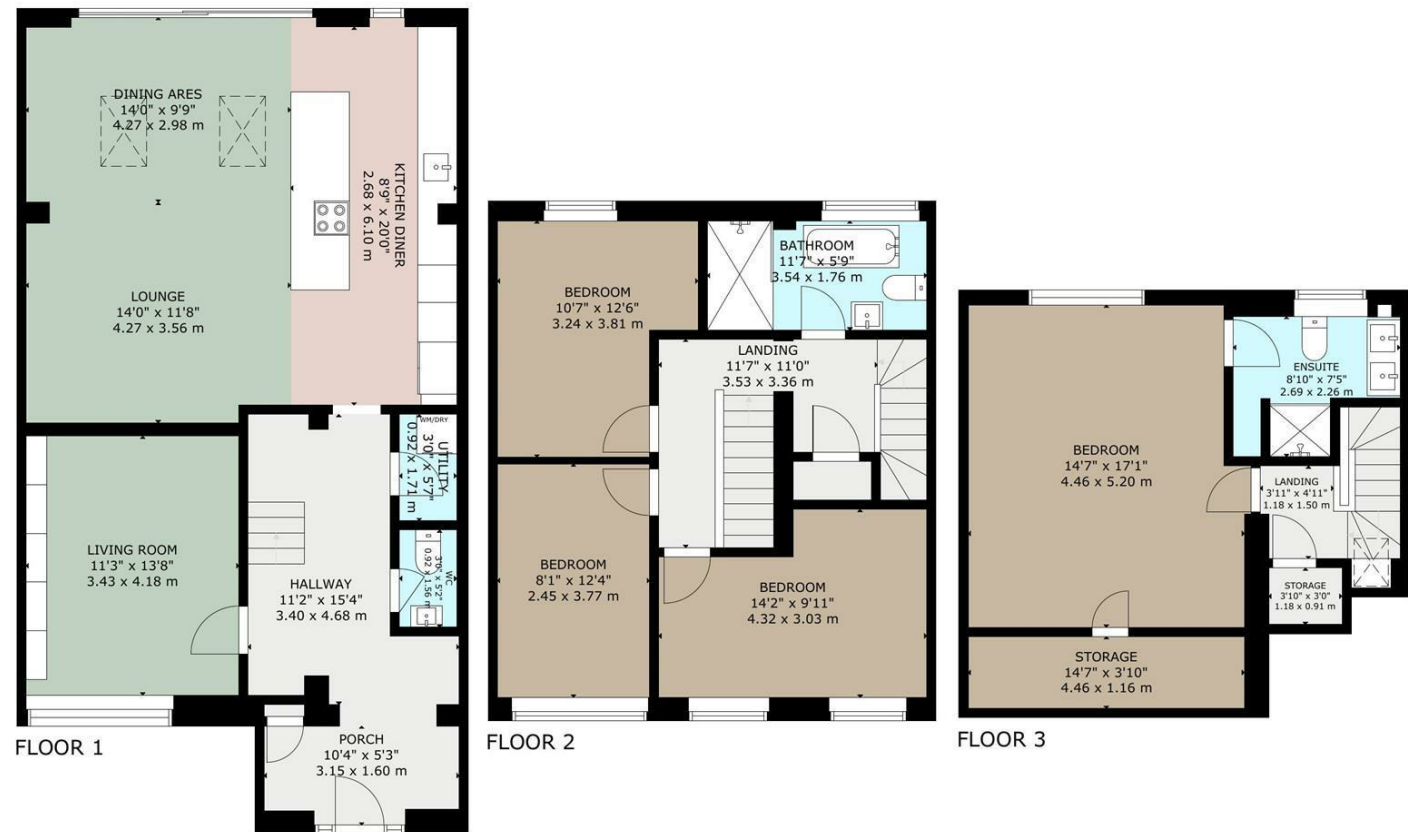 DINING ARES
14'0" x 9'9"
4.27 x 2.98 m
KITCHEN DINER
8'9" x 20'0"
2.68 x 6.10 m
LOUNGE
14'0" x 11'8"
4.27 x 3.56 m
WM/DRY
UTILITY
3'0" x 5'7"
0.92 x 1.71 m
LIVING ROOM
11'3" x 13'8"
3.43 x 4.18 m
HALLWAY
11'2" x 15'4"
3.40 x 4.68 m
WC
3'0" x 5'2"
0.92 x 1.56 m
PORCH
10'4" x 5'3"
3.15 x 1.60 m
FLOOR 1
BEDROOM
10'7" x 12'6"
3.24 x 3.81 m
BATHROOM
11'7" x 5'9"
3.54 x 1.76 m
LANDING
11'7" x 11'0"
3.53 x 3.36 m
BEDROOM
8'1" x 12'4"
2.45 x 3.77 m
BEDROOM
14'2" x 9'11"
4.32 x 3.03 m
FLOOR 2
ENSUITE
8'10" x 7'5"
2.69 x 2.26 m
BEDROOM
14'7" x 17'1"
4.46 x 5.20 m
LANDING
3'11" x 4'11"
1.18 x 1.50 m
STORAGE
3'10" x 3'0"
1.18 x 0.91 m
STORAGE
14'7" x 3'10"
4.46 x 1.16 m
FLOOR 3